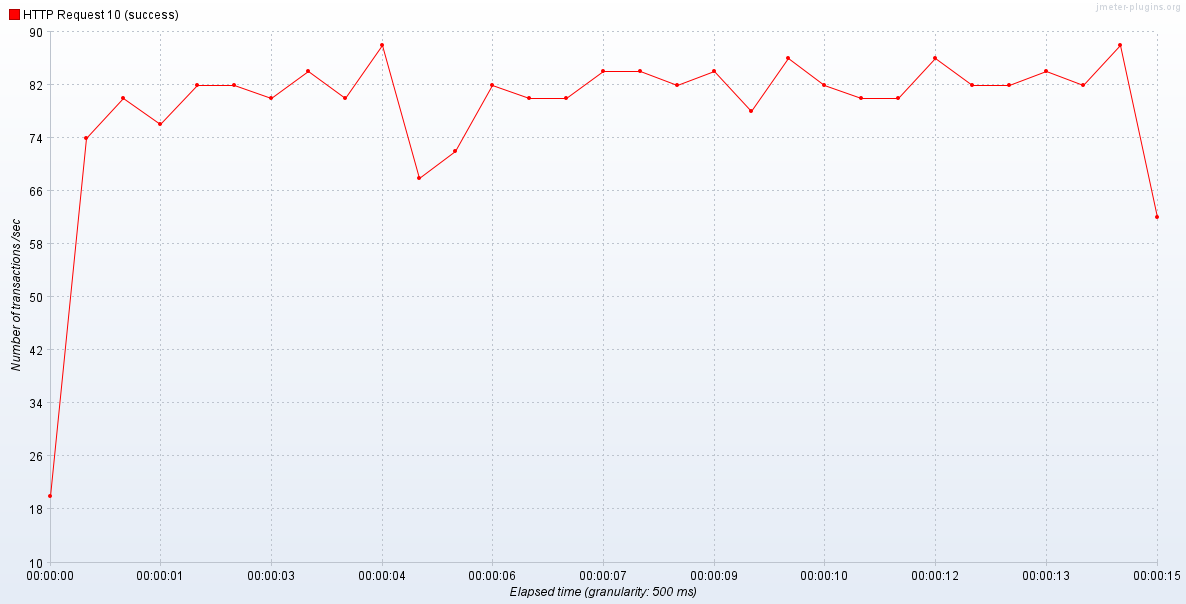 jmeter-plugins.org
HTTP Request 10 (success)
90
82
74
66
58
50
42
34
26
18
10
Number of transactions /sec
00:00:00 00:00:01 00:00:03 00:00:04 00:00:06 00:00:07 00:00:09 00:00:10 00:00:12 00:00:13 00:00:15
Elapsed time (granularity: 500 ms)